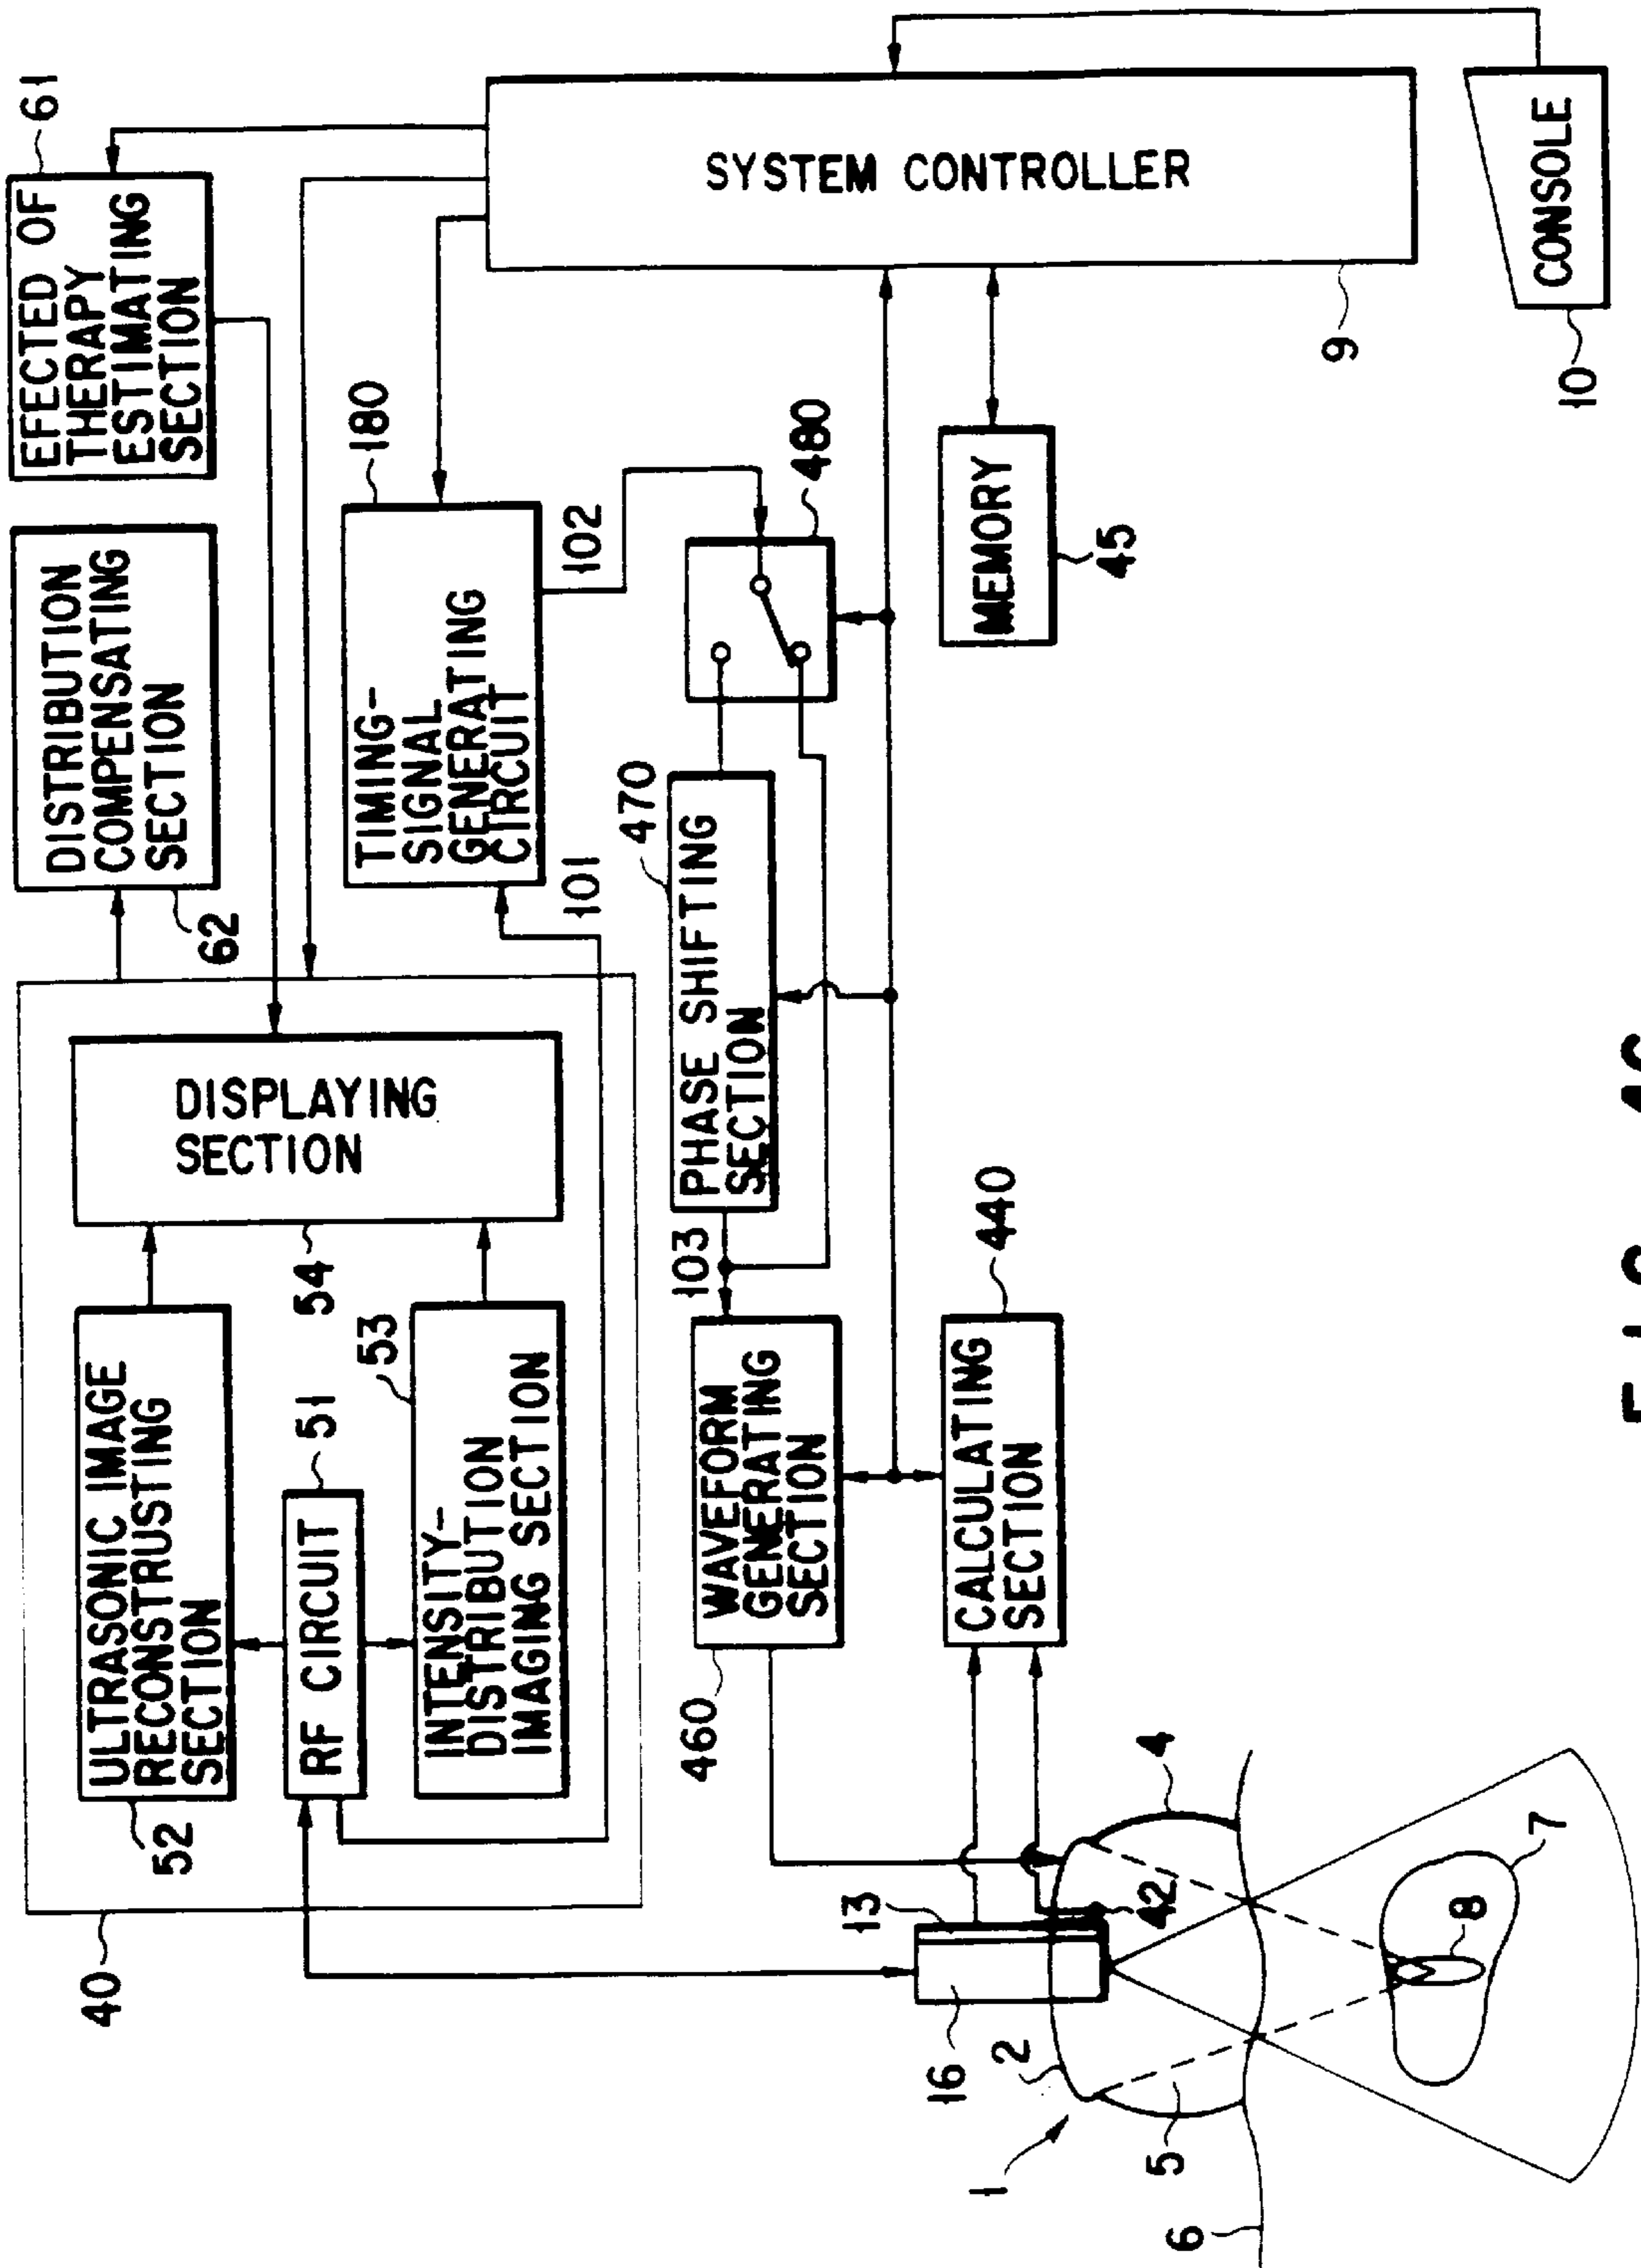 EFFECTED OF
THERAPY
ESTIMATING
SECTION
61
DISTRIBUTION
COMPENSATING
SECTION
62
40
ULTRASONIC IMAGE
RECONSTRUSTING
SECTION
52
RF CIRCUIT
51
INTENSITY-
DISTRIBUTION
IMAGING SECTION
53
DISPLAYING
SECTION
54
TIMING-
SIGNAL
GENERATING
CIRCUIT
180
101
102
480
PHASE SHIFTING
SECTION
470
103
WAVEFORM
GENERATING
SECTION
460
CALCULATING
SECTION
440
MEMORY
45
SYSTEM CONTROLLER
9
CONSOLE
10
13
16
42
1
2
4
5
6
7
8